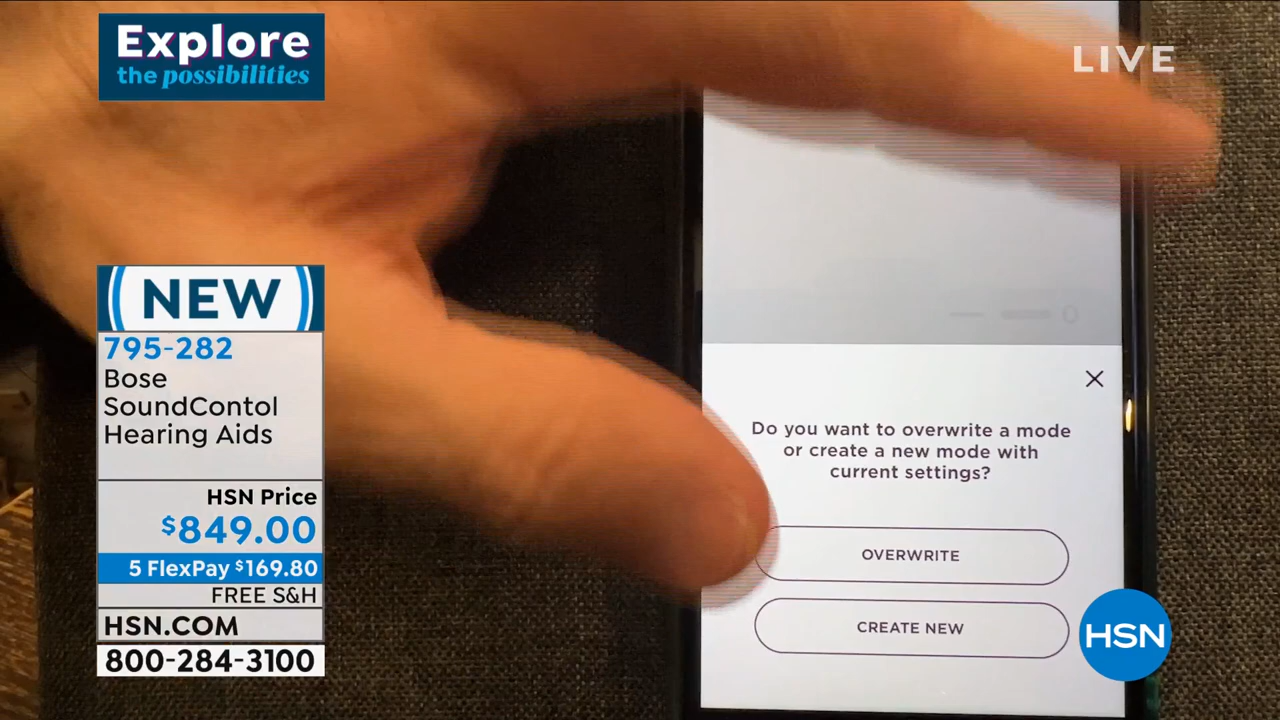 Explore
the possibilities
LIVE
(NEW)
795-282
Bose
SoundContol
Hearing Aids
HSN Price
$849.00
5 FlexPay $169.80
FREE S&H
HSN.COM
800-284-3100
Do you want to overwrite a mode
or create a new mode with
current settings?
OVERWRITE
CREATE NEW
HSN